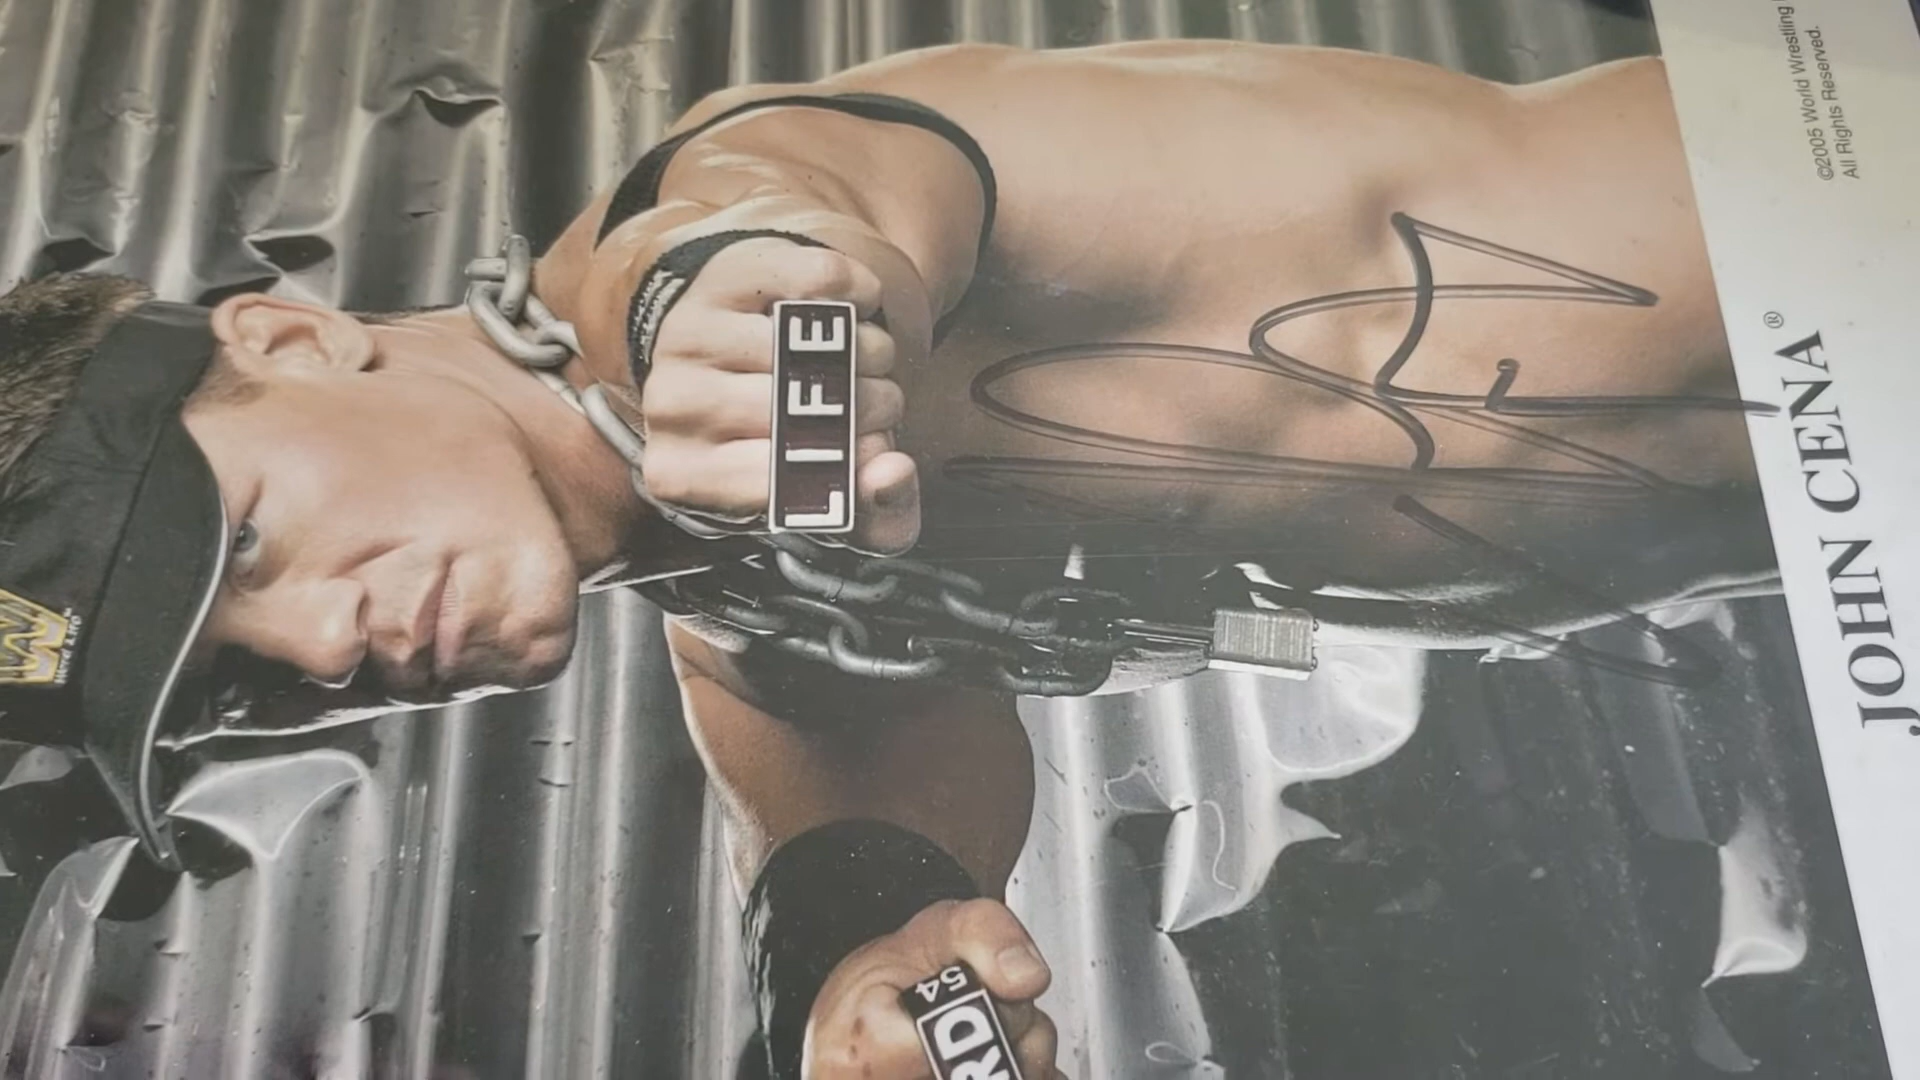 LIFE
RD
54
JOHN CENA®
©2005 World Wrestling
All Rights Reserved.